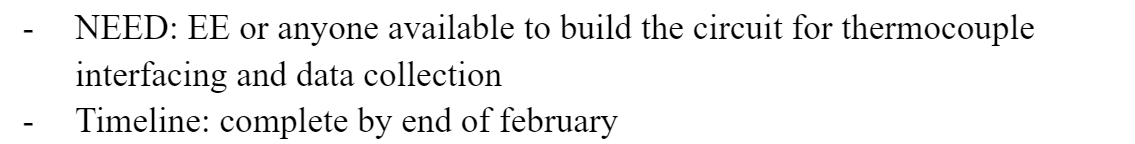 - NEED: EE or anyone available to build the circuit for thermocouple
interfacing and data collection
- Timeline: complete by end of february